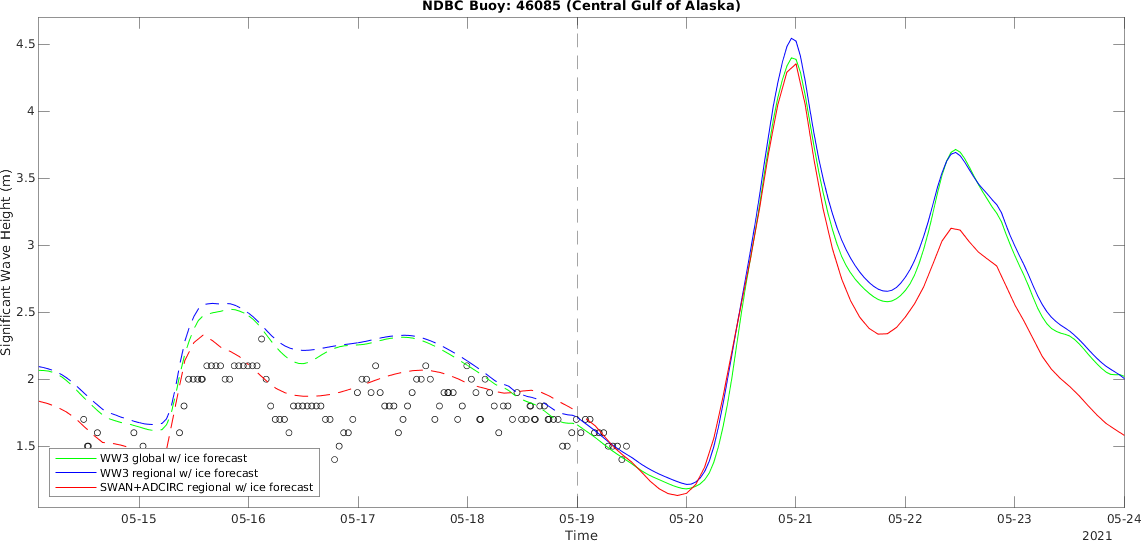 NDBC Buoy: 46085 (Central Gulf of Alaska)
Significant Wave Height (m)
4.5
4
3.5
3
2.5
2
1.5
WW3 global w/ ice forecast
WW3 regional w/ ice forecast
SWAN+ADCIRC regional w/ ice forecast
05-15 05-16 05-17 05-18 05-19 05-20 05-21 05-22 05-23 05-24
Time
2021